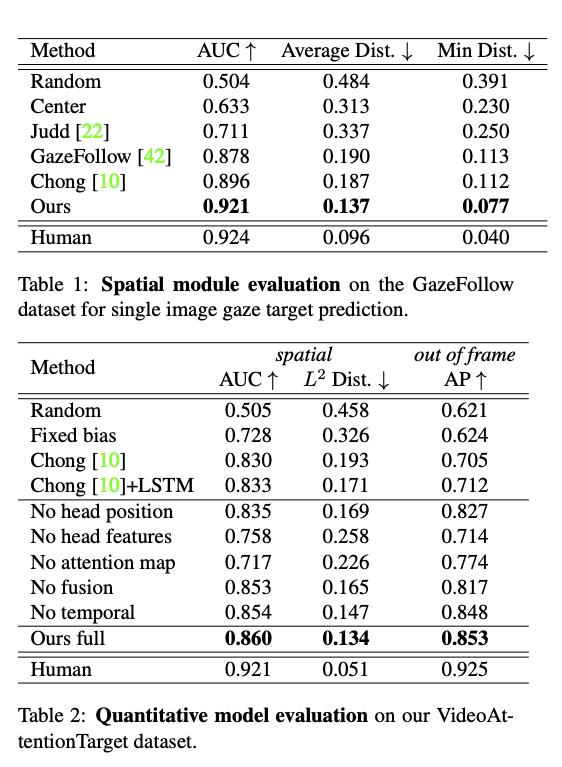 Method AUC ↑ Average Dist. ↓ Min Dist. ↓
Random 0.504 0.484 0.391
Center 0.633 0.313 0.230
Judd [22] 0.711 0.337 0.250
GazeFollow [42] 0.878 0.190 0.113
Chong [10] 0.896 0.187 0.112
Ours 0.921 0.137 0.077
Human 0.924 0.096 0.040
Table 1: Spatial module evaluation on the GazeFollow
dataset for single image gaze target prediction.
Method spatial out of frame
AUC ↑ L² Dist. ↓ AP ↑
Random 0.505 0.458 0.621
Fixed bias 0.728 0.326 0.624
Chong [10] 0.830 0.193 0.705
Chong [10]+LSTM 0.833 0.171 0.712
No head position 0.835 0.169 0.827
No head features 0.758 0.258 0.714
No attention map 0.717 0.226 0.774
No fusion 0.853 0.165 0.817
No temporal 0.854 0.147 0.848
Ours full 0.860 0.134 0.853
Human 0.921 0.051 0.925
Table 2: Quantitative model evaluation on our VideoAt-
tentionTarget dataset.